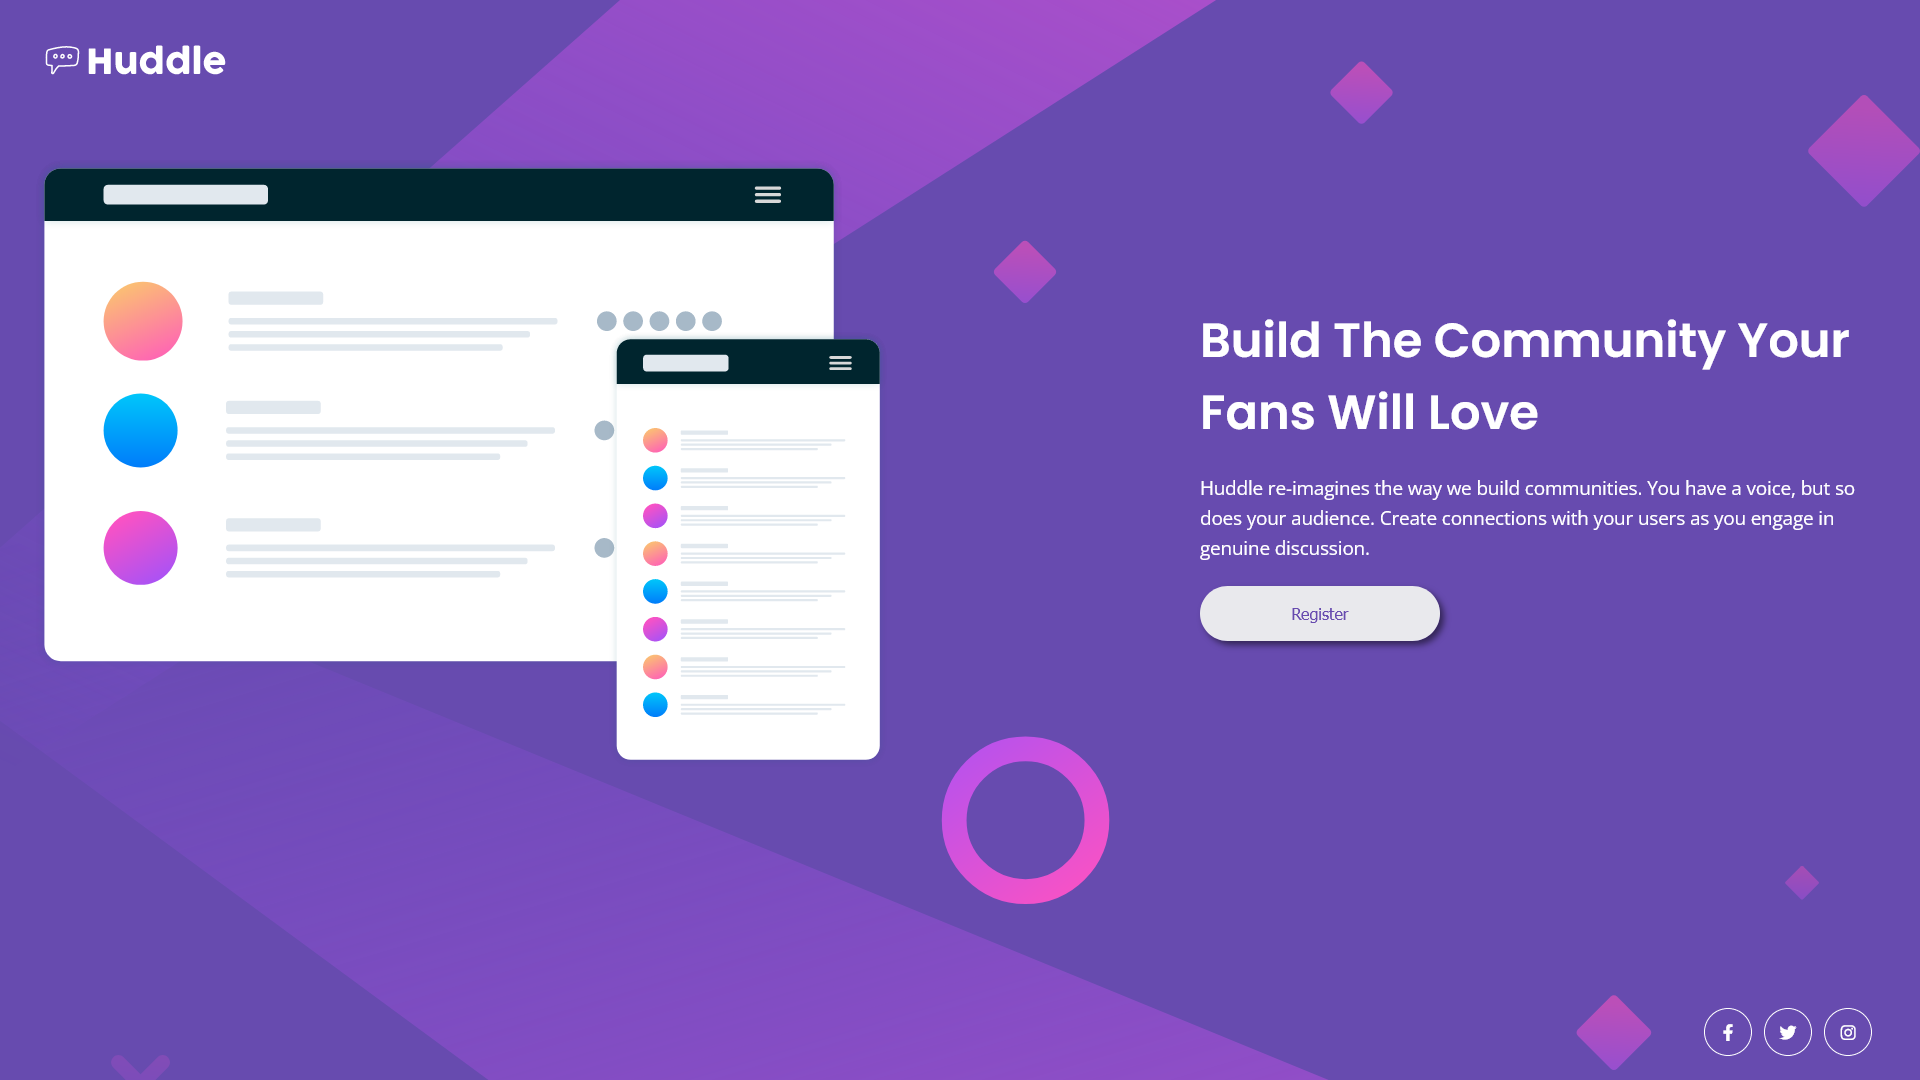 Huddle
Build The Community Your
Fans Will Love
Huddle re-imagines the way we build communities. You have a voice, but so
does your audience. Create connections with your users as you engage in
genuine discussion.
Register